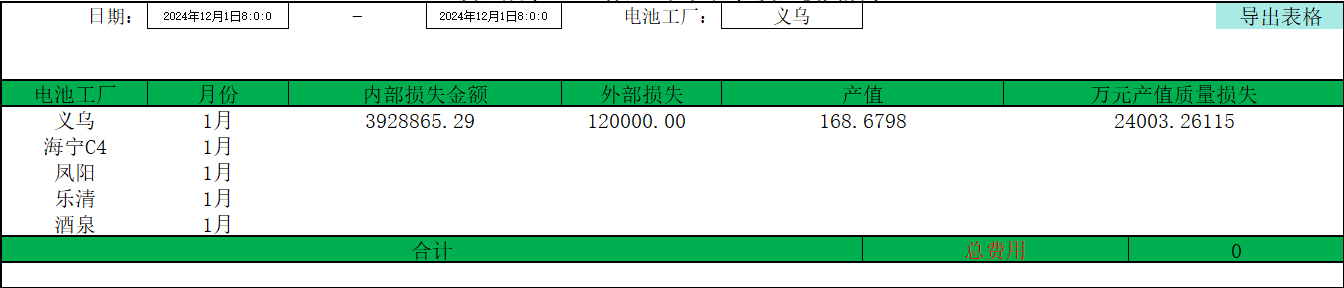 日期: 2024年12月1日8:0:0 － 2024年12月1日8:0:0 电池工厂: 义乌 导出表格
电池工厂 月份 内部损失金额 外部损失 产值 万元产值质量损失
义乌 1月 3928865.29 120000.00 168.6798 24003.26115
海宁C4 1月
凤阳 1月
乐清 1月
酒泉 1月
合计 总费用 0